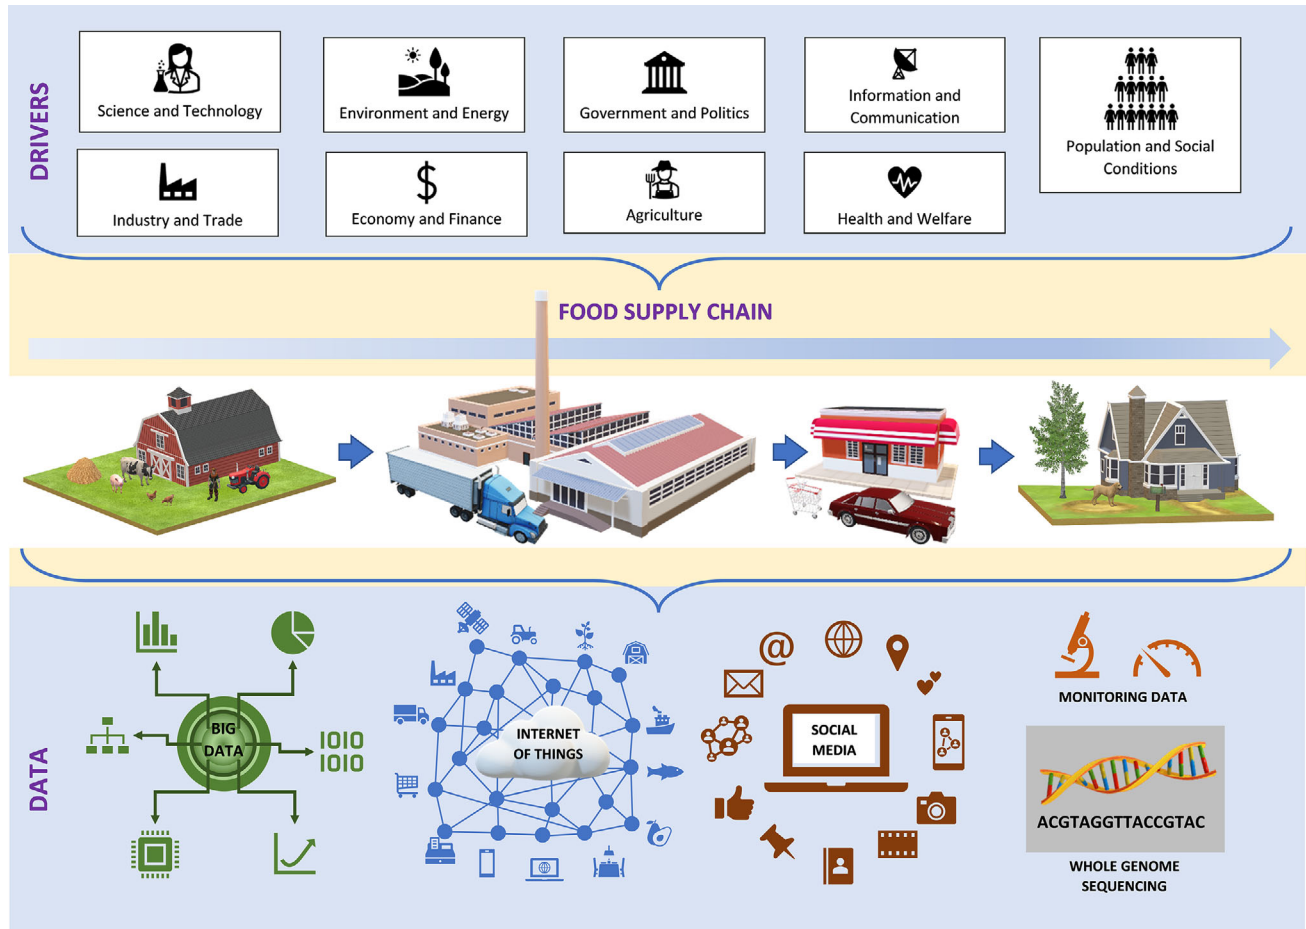 DRIVERS
Science and Technology
Environment and Energy
Government and Politics
Information and
Communication
Population and Social
Conditions
Industry and Trade
Economy and Finance
Agriculture
Health and Welfare
FOOD SUPPLY CHAIN
DATA
BIG
DATA
1010
1010
INTERNET
OF THINGS
@
SOCIAL
MEDIA
MONITORING DATA
ACGTAGGTTACCGTAC
WHOLE GENOME
SEQUENCING